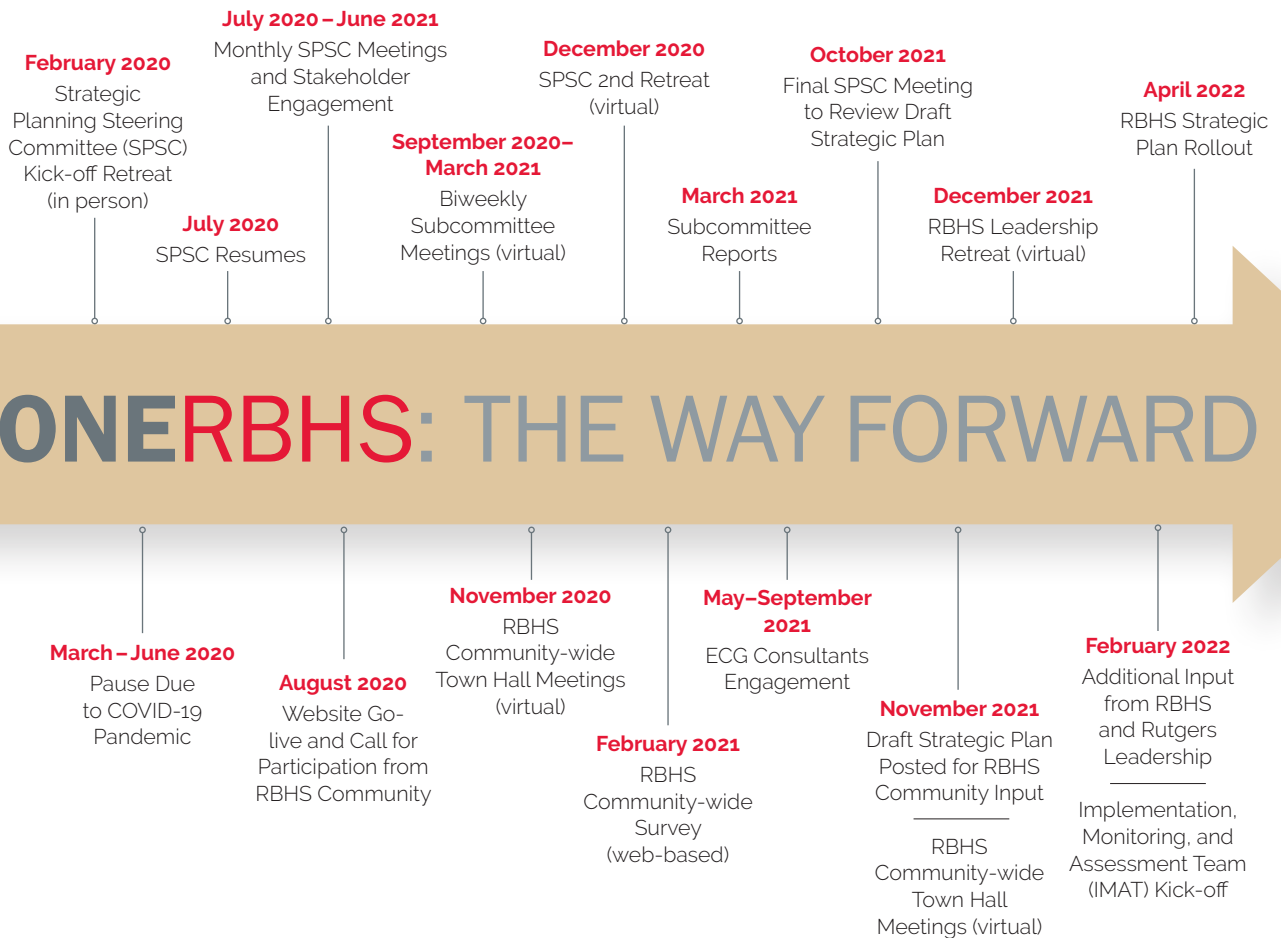 February 2020
Strategic
Planning Steering
Committee (SPSC)
Kick-off Retreat
(in person)
July 2020
SPSC Resumes
July 2020 – June 2021
Monthly SPSC Meetings
and Stakeholder
Engagement
September 2020–
March 2021
Biweekly
Subcommittee
Meetings (virtual)
December 2020
SPSC 2nd Retreat
(virtual)
March 2021
Subcommittee
Reports
October 2021
Final SPSC Meeting
to Review Draft
Strategic Plan
December 2021
RBHS Leadership
Retreat (virtual)
April 2022
RBHS Strategic
Plan Rollout
ONERBHS: THE WAY FORWARD
March – June 2020
Pause Due
to COVID-19
Pandemic
August 2020
Website Go-
live and Call for
Participation from
RBHS Community
November 2020
RBHS
Community-wide
Town Hall Meetings
(virtual)
February 2021
RBHS
Community-wide
Survey
(web-based)
May–September
2021
ECG Consultants
Engagement
November 2021
Draft Strategic Plan
Posted for RBHS
Community Input
RBHS
Community-wide
Town Hall
Meetings (virtual)
February 2022
Additional Input
from RBHS
and Rutgers
Leadership
Implementation,
Monitoring, and
Assessment Team
(IMAT) Kick-off